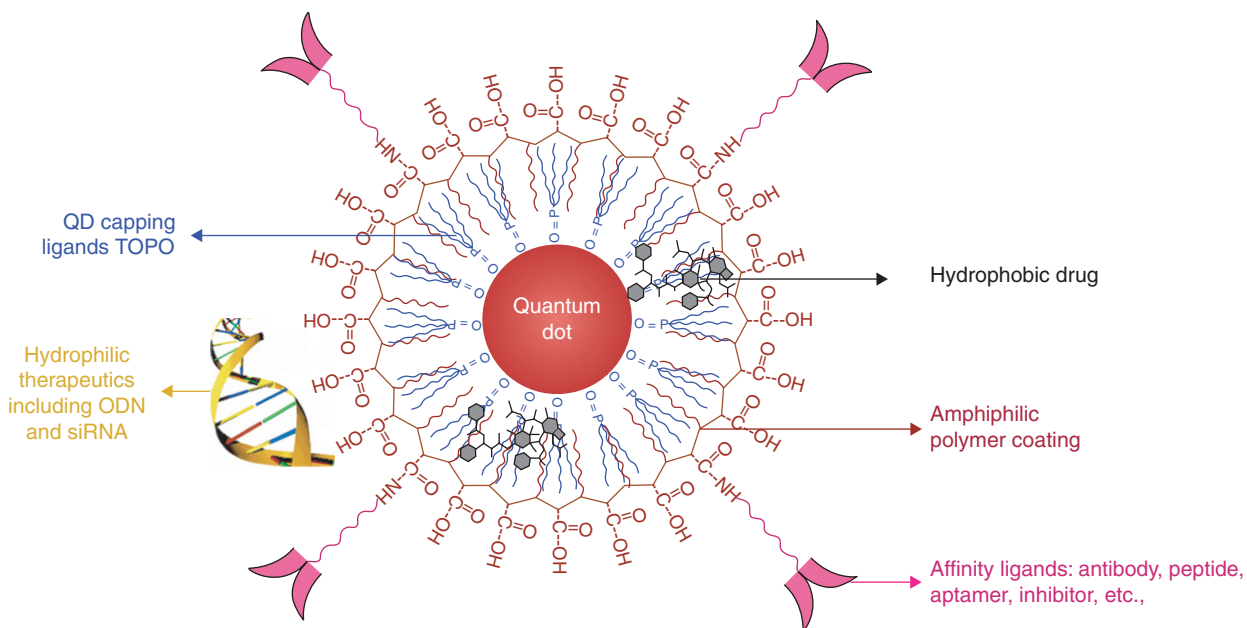 QD capping
ligands TOPO
Hydrophilic
therapeutics
including ODN
and siRNA
Quantum
dot
Hydrophobic drug
Amphiphilic
polymer coating
Affinity ligands: antibody, peptide,
aptamer, inhibitor, etc.,